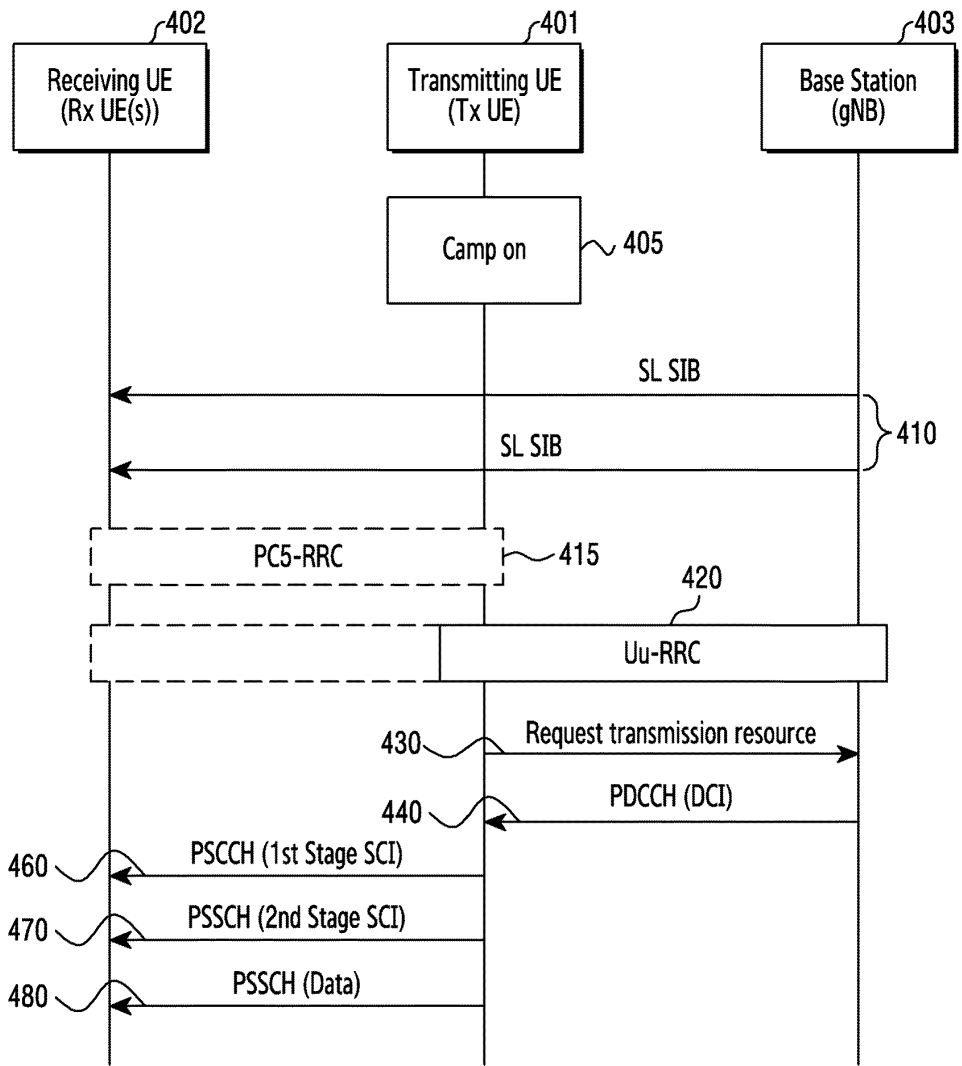 402
401
403
Receiving UE
(Rx UE(s))
Transmitting UE
(Tx UE)
Base Station
(gNB)
Camp on
405
SL SIB
410
SL SIB
PC5-RRC
415
420
Uu-RRC
430
Request transmission resource
440
PDCCH (DCI)
460
PSCCH (1st Stage SCI)
470
PSSCH (2nd Stage SCI)
480
PSSCH (Data)